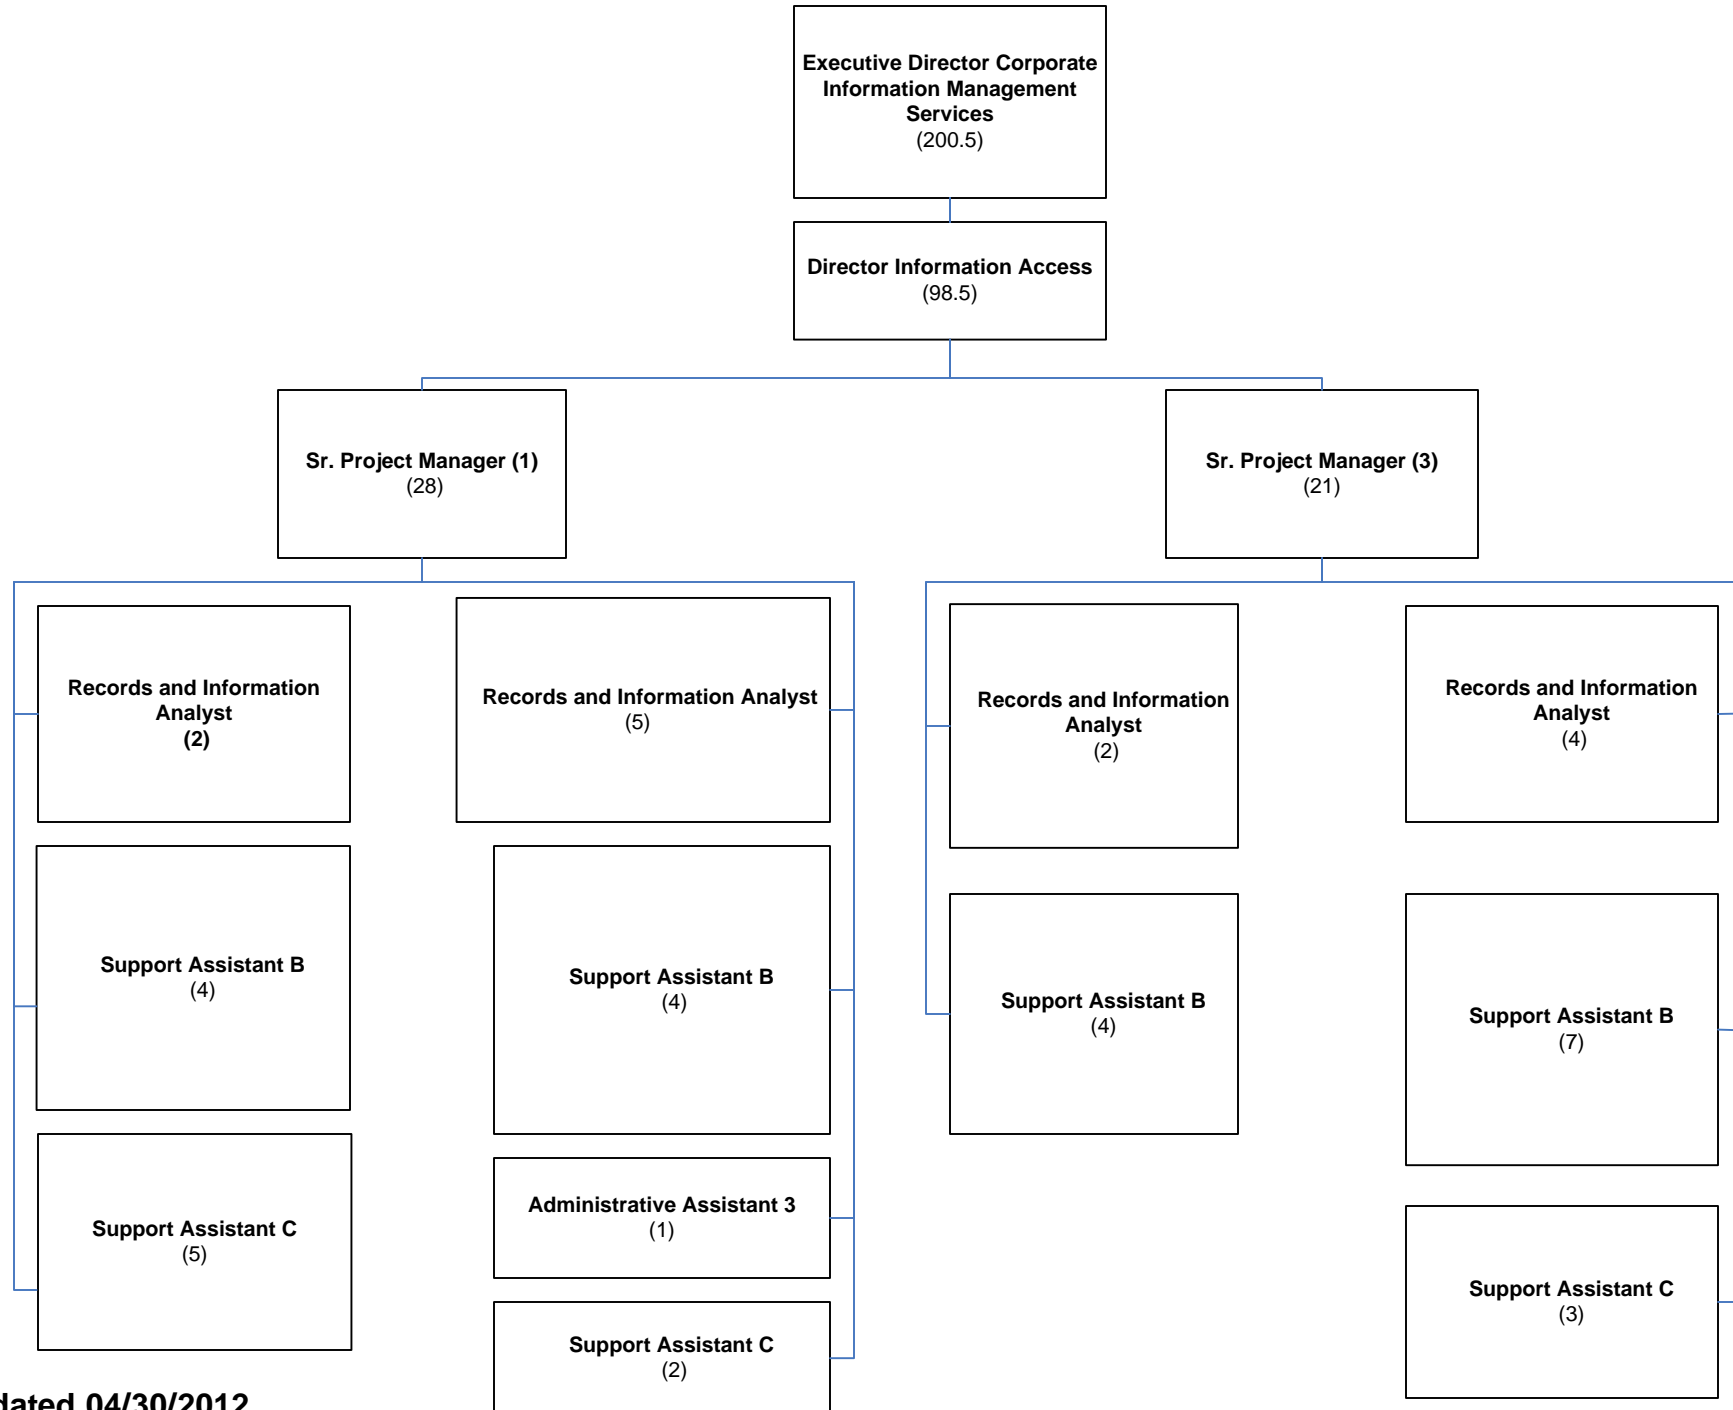 Executive Director Corporate
Information Management
Services
(200.5)
Director Information Access
(98.5)
Sr. Project Manager (1)
(28)
Sr. Project Manager (3)
(21)
Records and Information
Analyst
(2)
Records and Information Analyst
(5)
Records and Information
Analyst
(2)
Records and Information
Analyst
(4)
Support Assistant B
(4)
Support Assistant B
(4)
Support Assistant B
(4)
Support Assistant B
(7)
Support Assistant C
(5)
Administrative Assistant 3
(1)
Support Assistant C
(2)
Support Assistant C
(3)
dated 04/30/2012